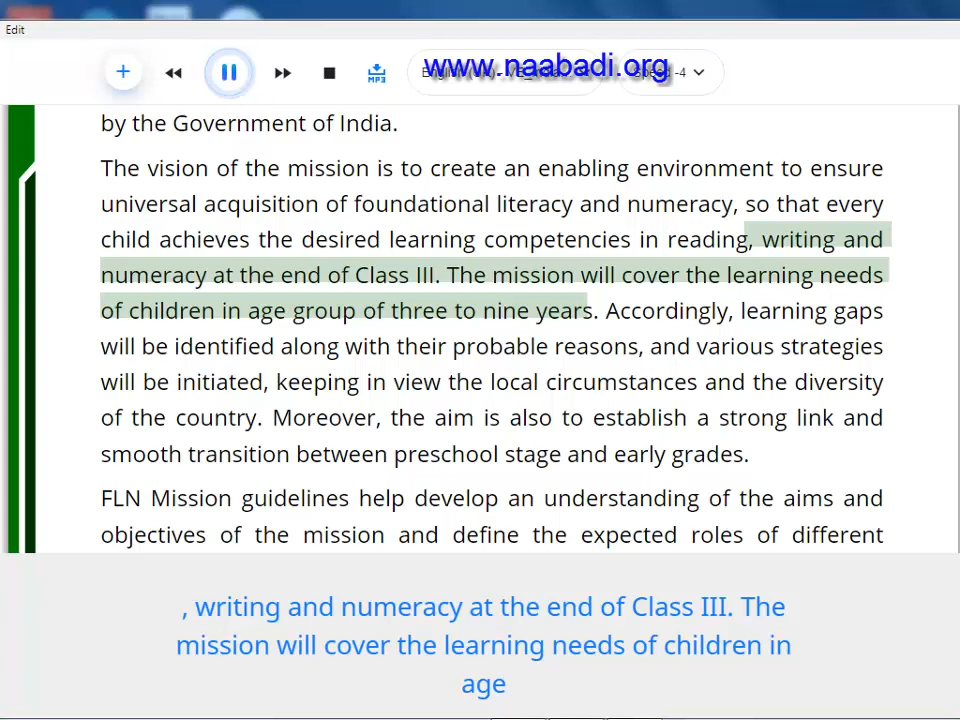 Edit
www.naabadi.org
MP3
-4
by the Government of India.
The vision of the mission is to create an enabling environment to ensure
universal acquisition of foundational literacy and numeracy, so that every
child achieves the desired learning competencies in reading, writing and
numeracy at the end of Class III. The mission will cover the learning needs
of children in age group of three to nine years. Accordingly, learning gaps
will be identified along with their probable reasons, and various strategies
will be initiated, keeping in view the local circumstances and the diversity
of the country. Moreover, the aim is also to establish a strong link and
smooth transition between preschool stage and early grades.
FLN Mission guidelines help develop an understanding of the aims and
objectives of the mission and define the expected roles of different
, writing and numeracy at the end of Class III. The
mission will cover the learning needs of children in
age